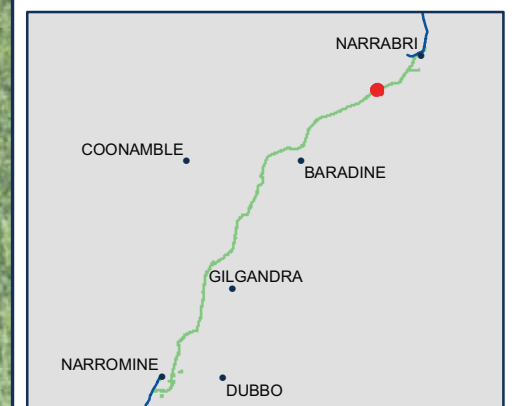 NARRABRI
COONAMBLE
BARADINE
GILGANDRA
NARROMINE
DUBBO